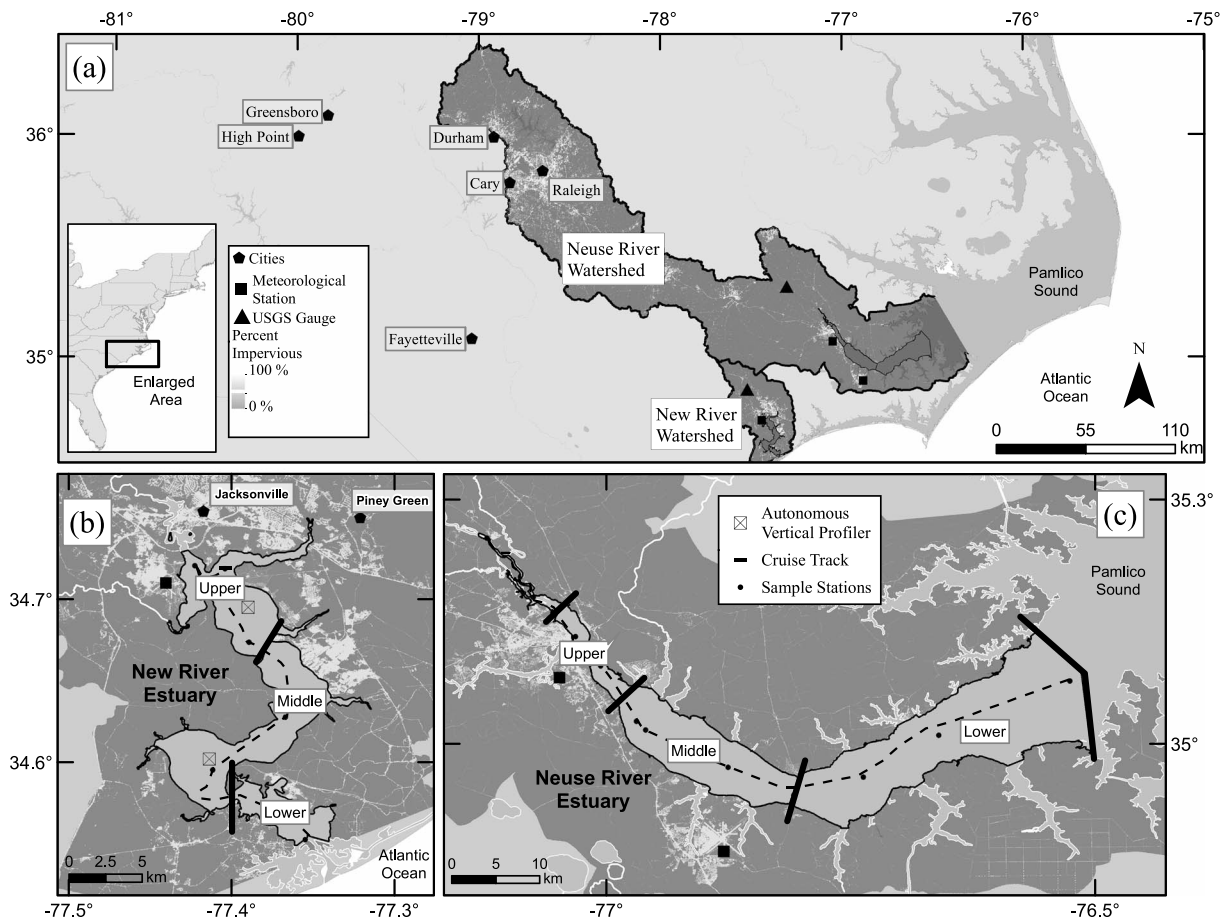 -81°
-80°
-79°
-78°
-77°
-76°
-75°
(a)
36°
35°
Greensboro
High Point
Durham
Cary
Raleigh
Fayetteville
Neuse River
Watershed
New River
Watershed
Pamlico
Sound
Atlantic
Ocean
N
0 55 110
km
Enlarged
Area
Cities
Meteorological
Station
USGS Gauge
Percent
Impervious
100 %
0 %
(b)
Jacksonville
Piney Green
34.7°
34.6°
Upper
New River
Estuary
Middle
Lower
Atlantic
Ocean
0 2.5 5
km
-77.5°
-77.4°
-77.3°
(c)
Autonomous
Vertical Profiler
Cruise Track
Sample Stations
35.3°
35°
Pamlico
Sound
Upper
Middle
Lower
Neuse River
Estuary
0 5 10
km
-77°
-76.5°